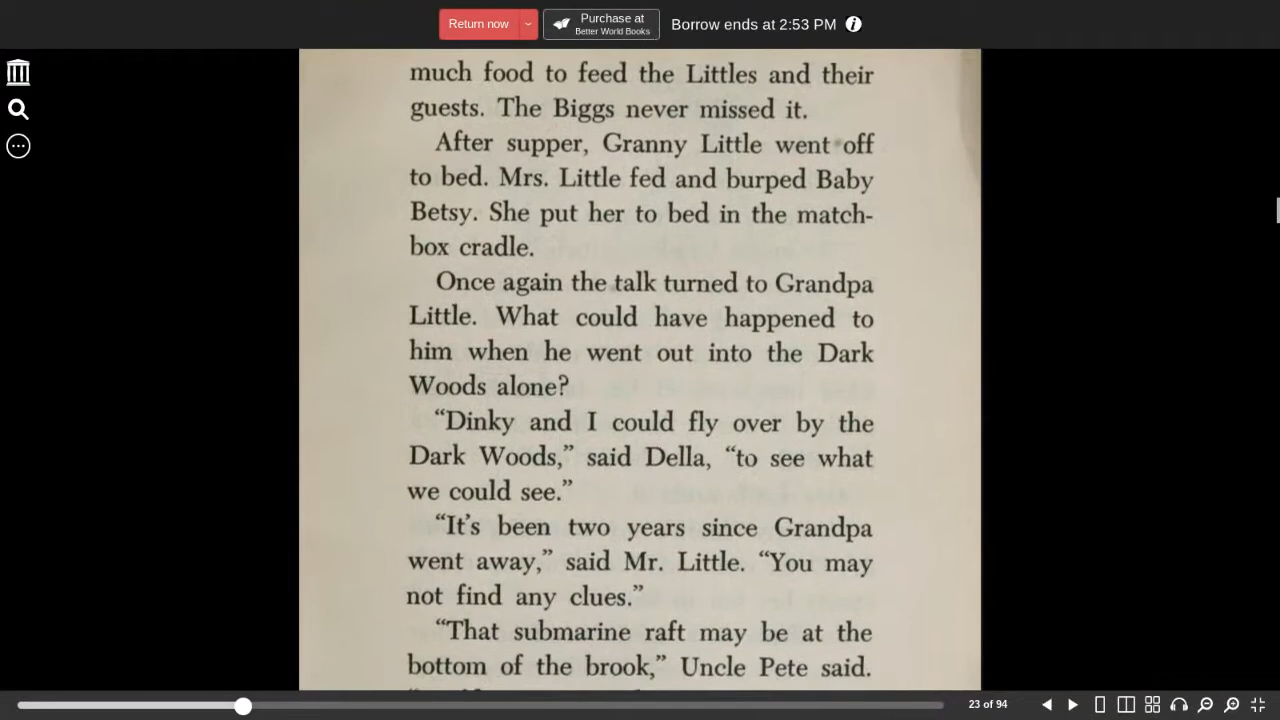 Return now
Purchase at
Better World Books
Borrow ends at 2:53 PM
much food to feed the Littles and their
guests. The Biggs never missed it.
After supper, Granny Little went off
to bed. Mrs. Little fed and burped Baby
Betsy. She put her to bed in the match-
box cradle.
Once again the talk turned to Grandpa
Little. What could have happened to
him when he went out into the Dark
Woods alone?
“Dinky and I could fly over by the
Dark Woods,” said Della, “to see what
we could see.”
“It’s been two years since Grandpa
went away,” said Mr. Little. “You may
not find any clues.”
“That submarine raft may be at the
bottom of the brook,” Uncle Pete said.
23 of 94